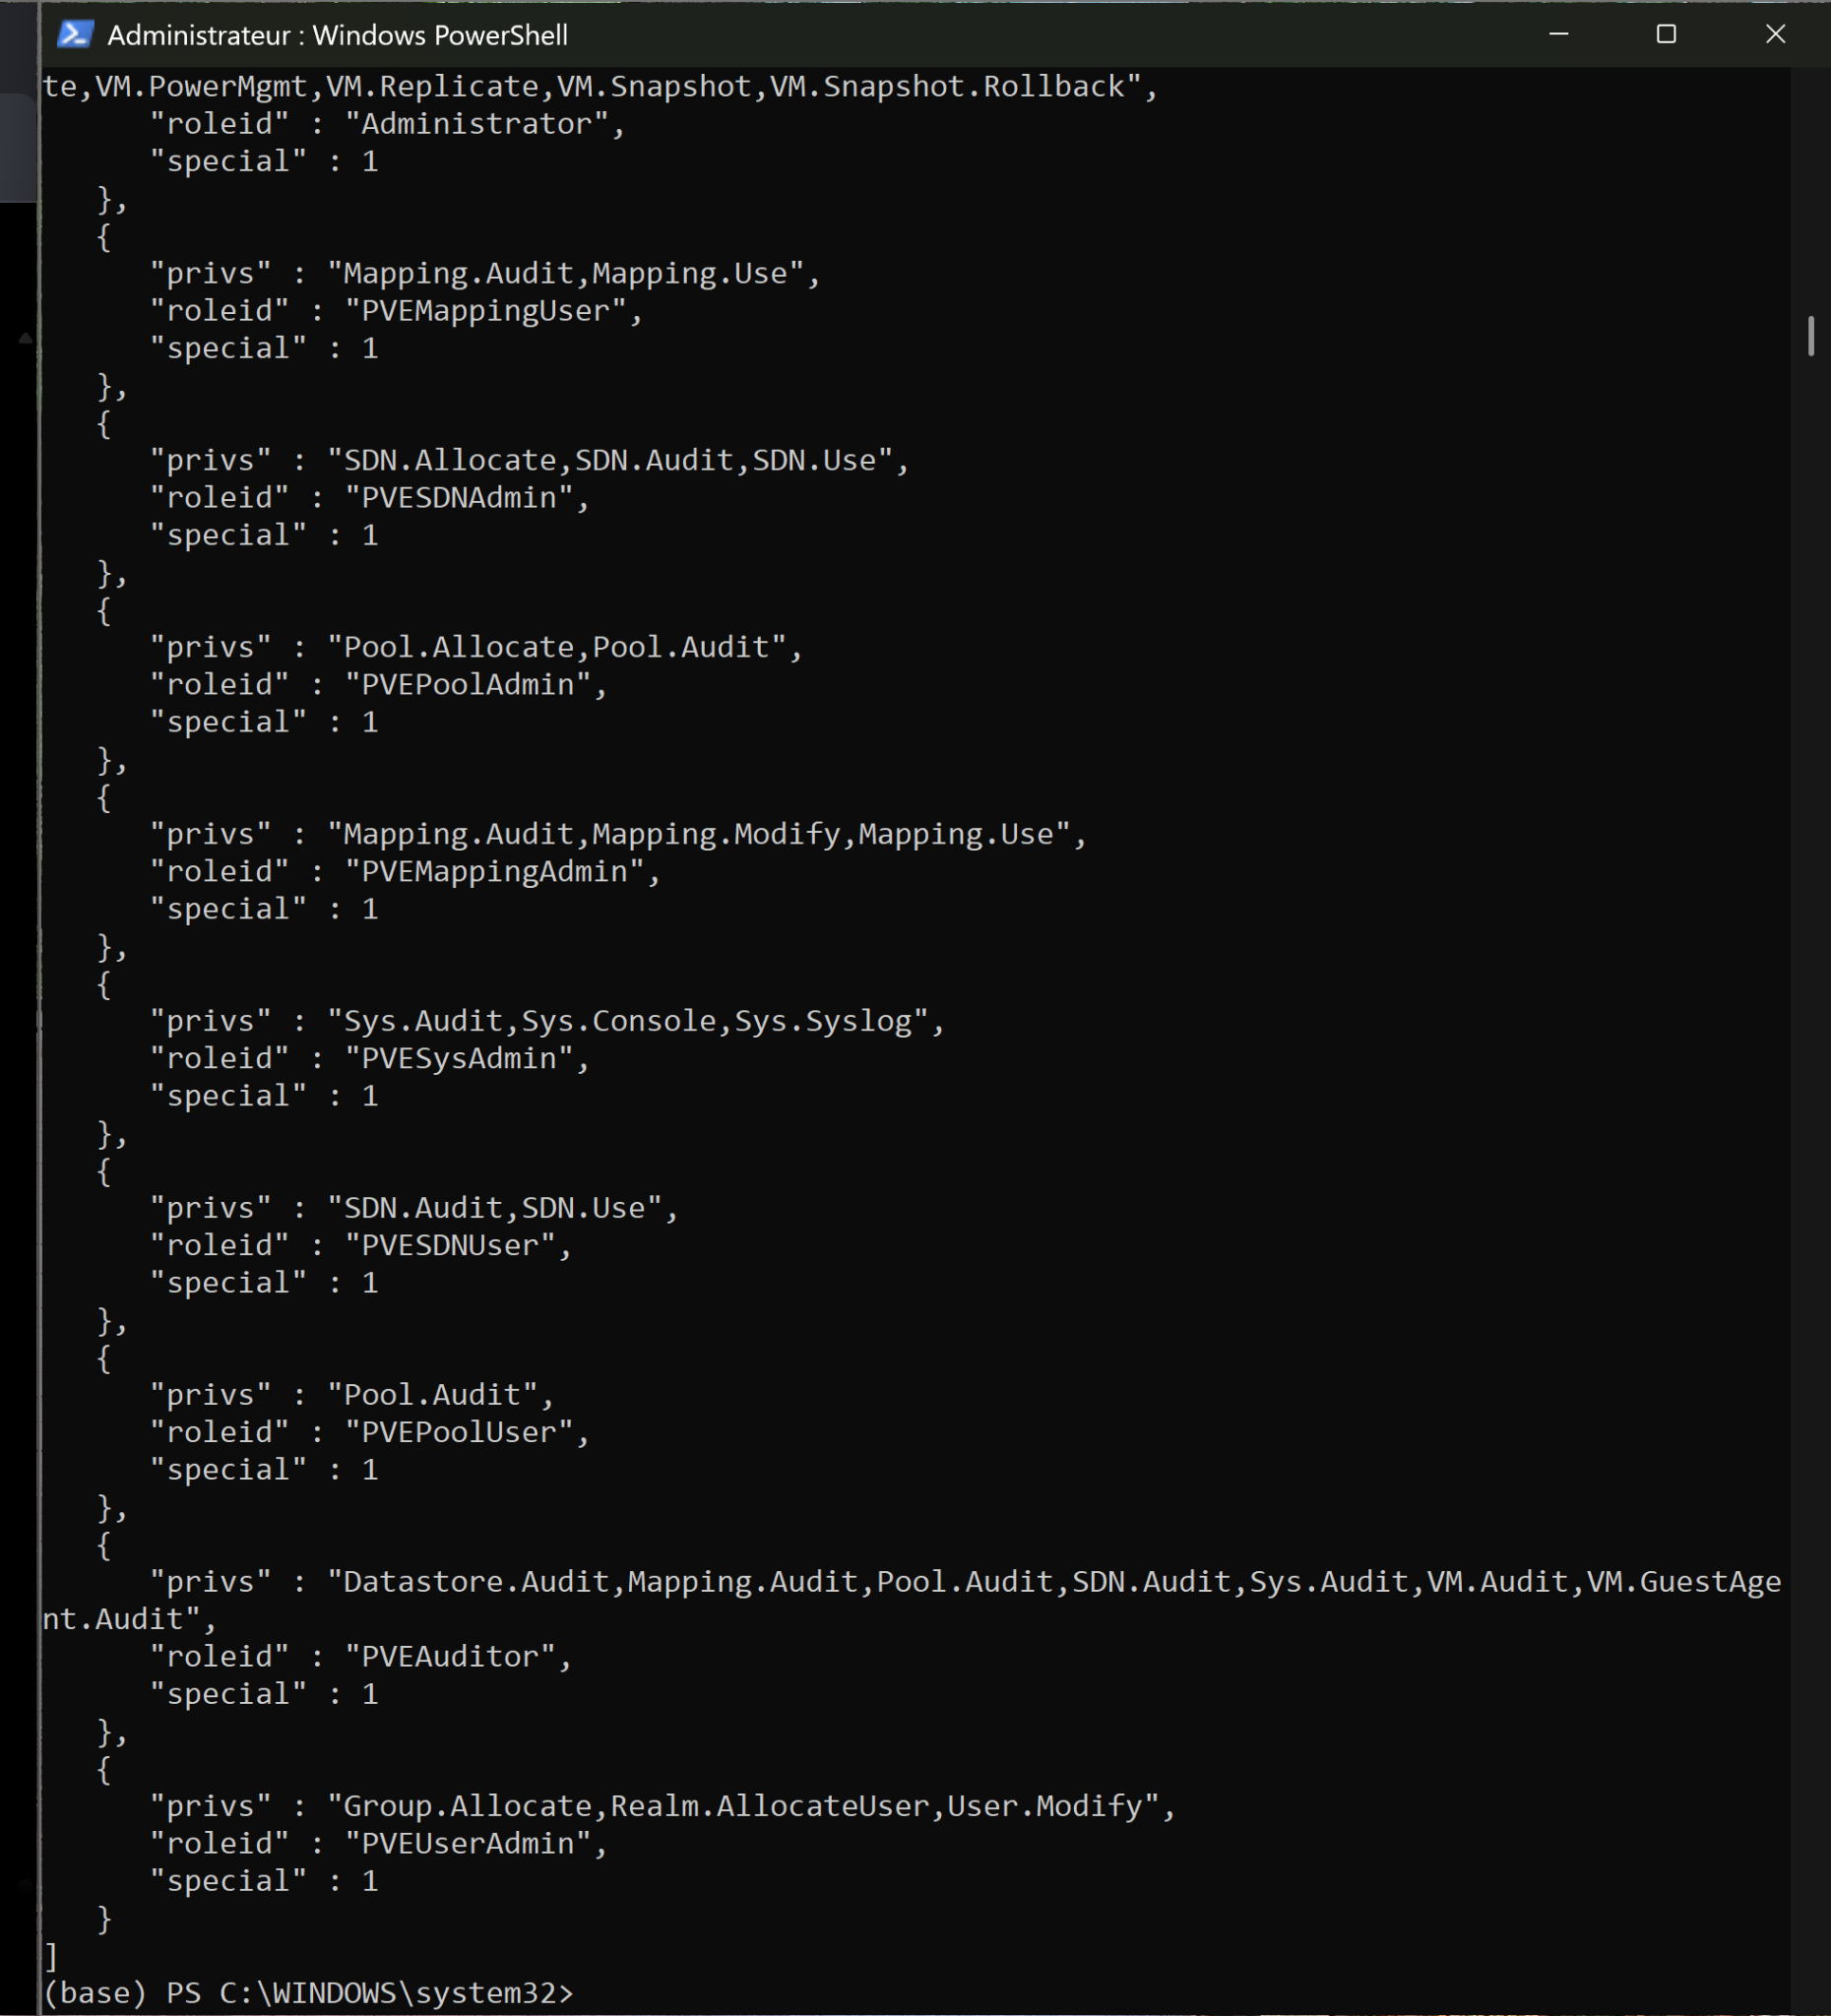 Administrateur : Windows PowerShell
te,VM.PowerMgmt,VM.Replicate,VM.Snapshot,VM.Snapshot.Rollback",
      "roleid" : "Administrator",
      "special" : 1
   },
   {
      "privs" : "Mapping.Audit,Mapping.Use",
      "roleid" : "PVEMappingUser",
      "special" : 1
   },
   {
      "privs" : "SDN.Allocate,SDN.Audit,SDN.Use",
      "roleid" : "PVESDNAdmin",
      "special" : 1
   },
   {
      "privs" : "Pool.Allocate,Pool.Audit",
      "roleid" : "PVEPoolAdmin",
      "special" : 1
   },
   {
      "privs" : "Mapping.Audit,Mapping.Modify,Mapping.Use",
      "roleid" : "PVEMappingAdmin",
      "special" : 1
   },
   {
      "privs" : "Sys.Audit,Sys.Console,Sys.Syslog",
      "roleid" : "PVESysAdmin",
      "special" : 1
   },
   {
      "privs" : "SDN.Audit,SDN.Use",
      "roleid" : "PVESDNUser",
      "special" : 1
   },
   {
      "privs" : "Pool.Audit",
      "roleid" : "PVEPoolUser",
      "special" : 1
   },
   {
      "privs" : "Datastore.Audit,Mapping.Audit,Pool.Audit,SDN.Audit,Sys.Audit,VM.Audit,VM.GuestAge
nt.Audit",
      "roleid" : "PVEAuditor",
      "special" : 1
   },
   {
      "privs" : "Group.Allocate,Realm.AllocateUser,User.Modify",
      "roleid" : "PVEUserAdmin",
      "special" : 1
   }
]
(base) PS C:\WINDOWS\system32>